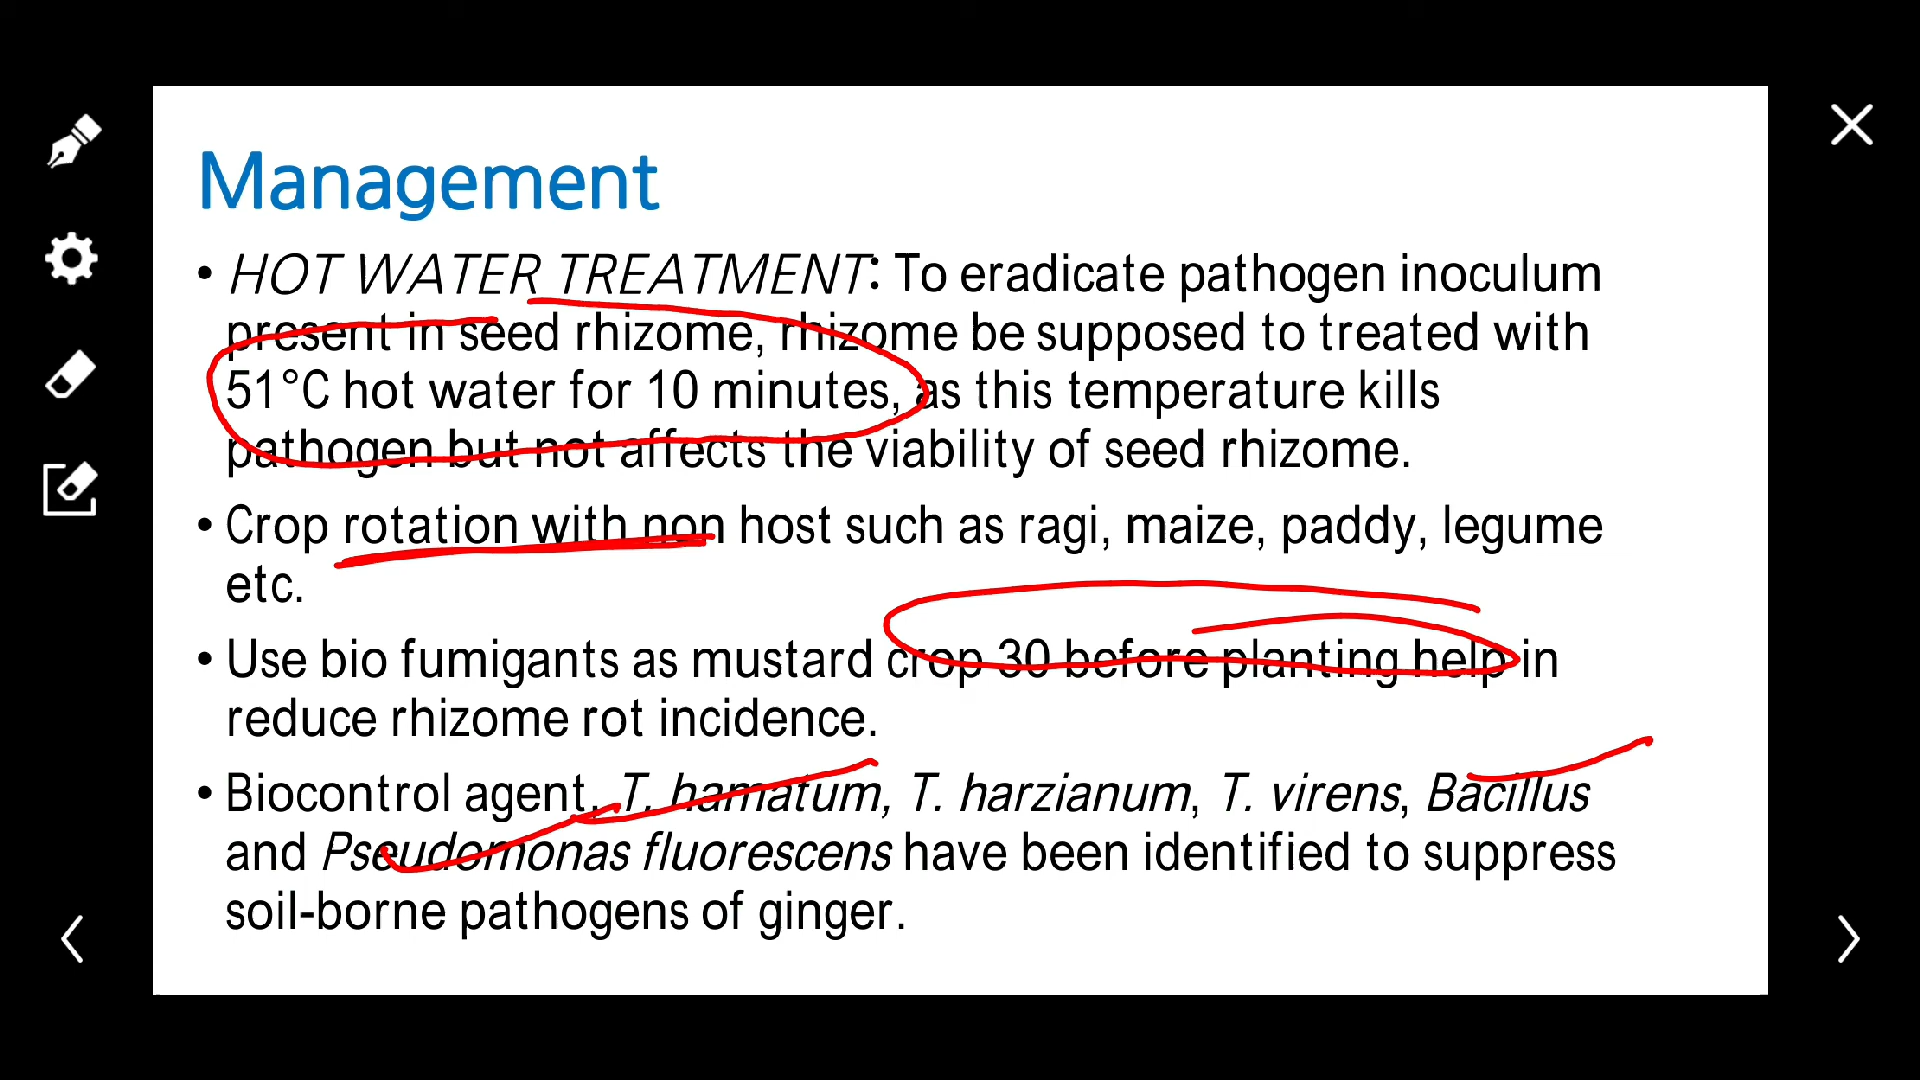 Management
• HOT WATER TREATMENT: To eradicate pathogen inoculum
present in seed rhizome, rhizome be supposed to treated with
51°C hot water for 10 minutes, as this temperature kills
pathogen but not affects the viability of seed rhizome.
• Crop rotation with non host such as ragi, maize, paddy, legume
etc.
• Use bio fumigants as mustard crop 30 before planting help in
reduce rhizome rot incidence.
• Biocontrol agent, T. hamatum, T. harzianum, T. virens, Bacillus
and Pseudomonas fluorescens have been identified to suppress
soil-borne pathogens of ginger.